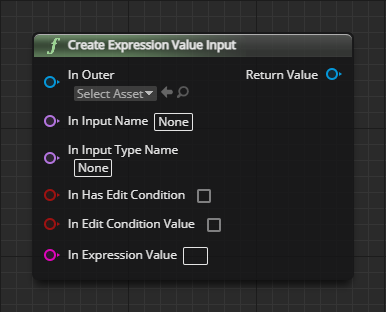 f Create Expression Value Input
In Outer Return Value
Select Asset
In Input Name None
In Input Type Name
None
In Has Edit Condition
In Edit Condition Value
In Expression Value